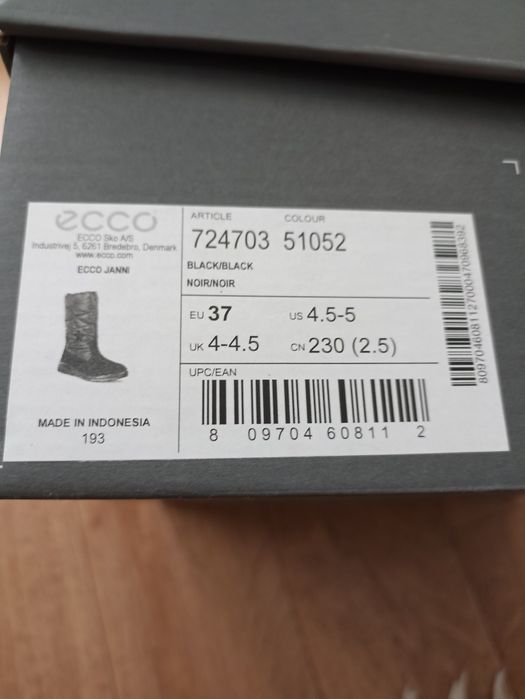 ecco
ECCO Sko A/S
Industrivej 5, 6261 Bredebro, Denmark
www.ecco.com
ECCO JANNI
MADE IN INDONESIA
193
ARTICLE COLOUR
724703 51052
BLACK/BLACK
NOIR/NOIR
EU 37 US 4.5-5
UK 4-4.5 CN 230 (2.5)
UPC/EAN
8 09704 60811 2
80970460811270004709683​92